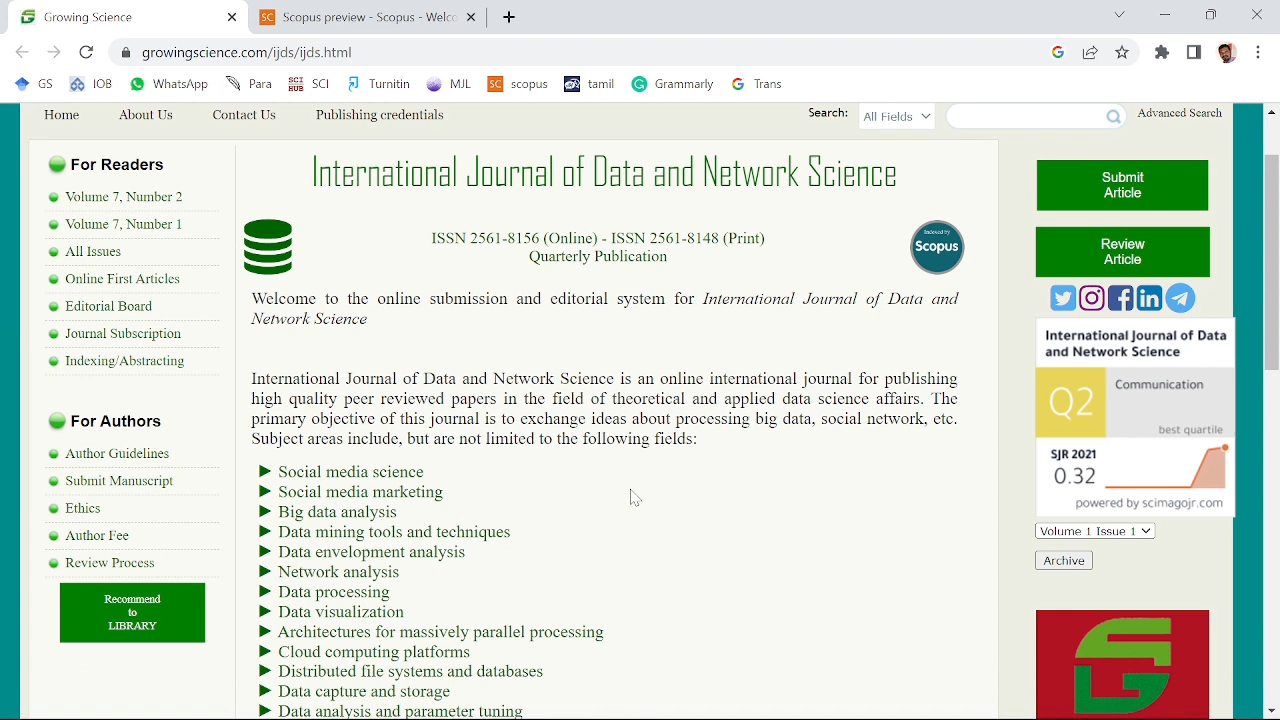 Growing Science
SC Scopus preview - Scopus - Welc
growingscience.com/ijds/ijds.html
GS IOB WhatsApp Para SCI Turnitin MJL SC scopus tamil Grammarly Trans
Home About Us Contact Us Publishing credentials Search: All Fields Advanced Search
For Readers
Volume 7, Number 2
Volume 7, Number 1
All Issues
Online First Articles
Editorial Board
Journal Subscription
Indexing/Abstracting
For Authors
Author Guidelines
Submit Manuscript
Ethics
Author Fee
Review Process
Recommend
to
LIBRARY
International Journal of Data and Network Science
ISSN 2561-8156 (Online) - ISSN 2561-8148 (Print)
Quarterly Publication
Indexed by
Scopus
Welcome to the online submission and editorial system for International Journal of Data and
Network Science
International Journal of Data and Network Science is an online international journal for publishing
high quality peer reviewed papers in the field of theoretical and applied data science affairs. The
primary objective of this journal is to exchange ideas about processing big data, social network, etc.
Subject areas include, but are not limited to the following fields:
Social media science
Social media marketing
Big data analysis
Data mining tools and techniques
Data envelopment analysis
Network analysis
Data processing
Data visualization
Architectures for massively parallel processing
Cloud computing platforms
Distributed file systems and databases
Data capture and storage
Data analysis and parameter tuning
Submit
Article
Review
Article
International Journal of Data
and Network Science
Q2 Communication
best quartile
SJR 2021
0.32
powered by scimagojr.com
Volume 1 Issue 1
Archive